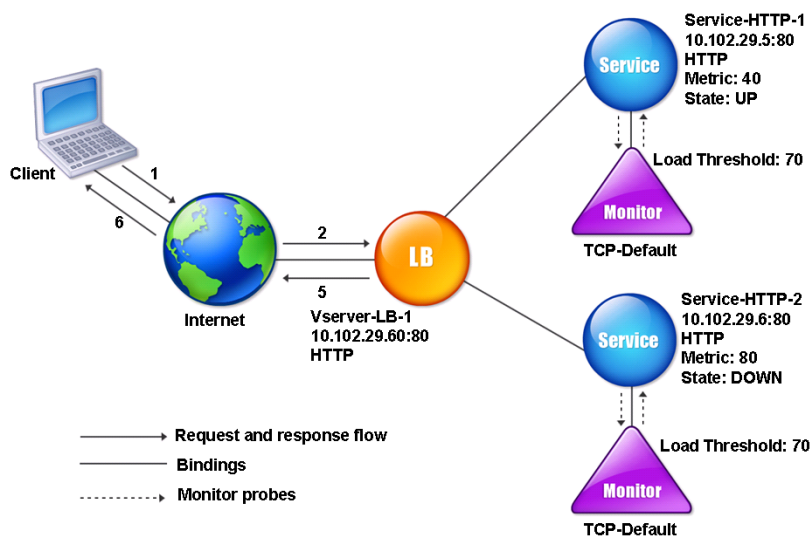 Service-HTTP-1
10.102.29.5:80
HTTP
Metric: 40
State: UP
Service
Load Threshold: 70
Monitor
TCP-Default
Client
1
6
2
5
LB
Internet
Vserver-LB-1
10.102.29.60:80
HTTP
Service-HTTP-2
10.102.29.6:80
HTTP
Metric: 80
State: DOWN
Service
Load Threshold: 70
Monitor
TCP-Default
Request and response flow
Bindings
Monitor probes